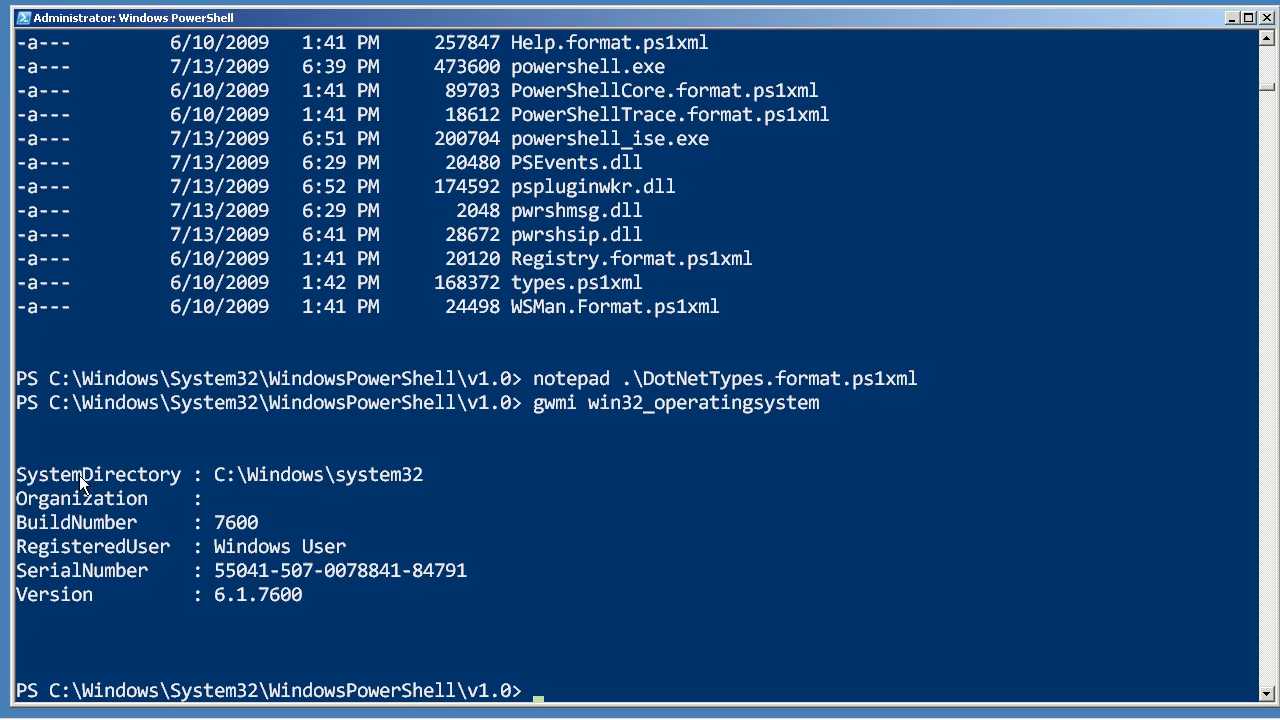 Administrator: Windows PowerShell
-a--- 6/10/2009 1:41 PM 257847 Help.format.ps1xml
-a--- 7/13/2009 6:39 PM 473600 powershell.exe
-a--- 6/10/2009 1:41 PM 89703 PowerShellCore.format.ps1xml
-a--- 6/10/2009 1:41 PM 18612 PowerShellTrace.format.ps1xml
-a--- 7/13/2009 6:51 PM 200704 powershell_ise.exe
-a--- 7/13/2009 6:29 PM 20480 PSEvents.dll
-a--- 7/13/2009 6:52 PM 174592 pspluginwkr.dll
-a--- 7/13/2009 6:29 PM 2048 pwrshmsg.dll
-a--- 7/13/2009 6:41 PM 28672 pwrshsip.dll
-a--- 6/10/2009 1:41 PM 20120 Registry.format.ps1xml
-a--- 6/10/2009 1:42 PM 168372 types.ps1xml
-a--- 6/10/2009 1:41 PM 24498 WSMan.Format.ps1xml
PS C:\Windows\System32\WindowsPowerShell\v1.0> notepad .\DotNetTypes.format.ps1xml
PS C:\Windows\System32\WindowsPowerShell\v1.0> gwmi win32_operatingsystem
SystemDirectory : C:\Windows\system32
Organization :
BuildNumber : 7600
RegisteredUser : Windows User
SerialNumber : 55041-507-0078841-84791
Version : 6.1.7600
PS C:\Windows\System32\WindowsPowerShell\v1.0>